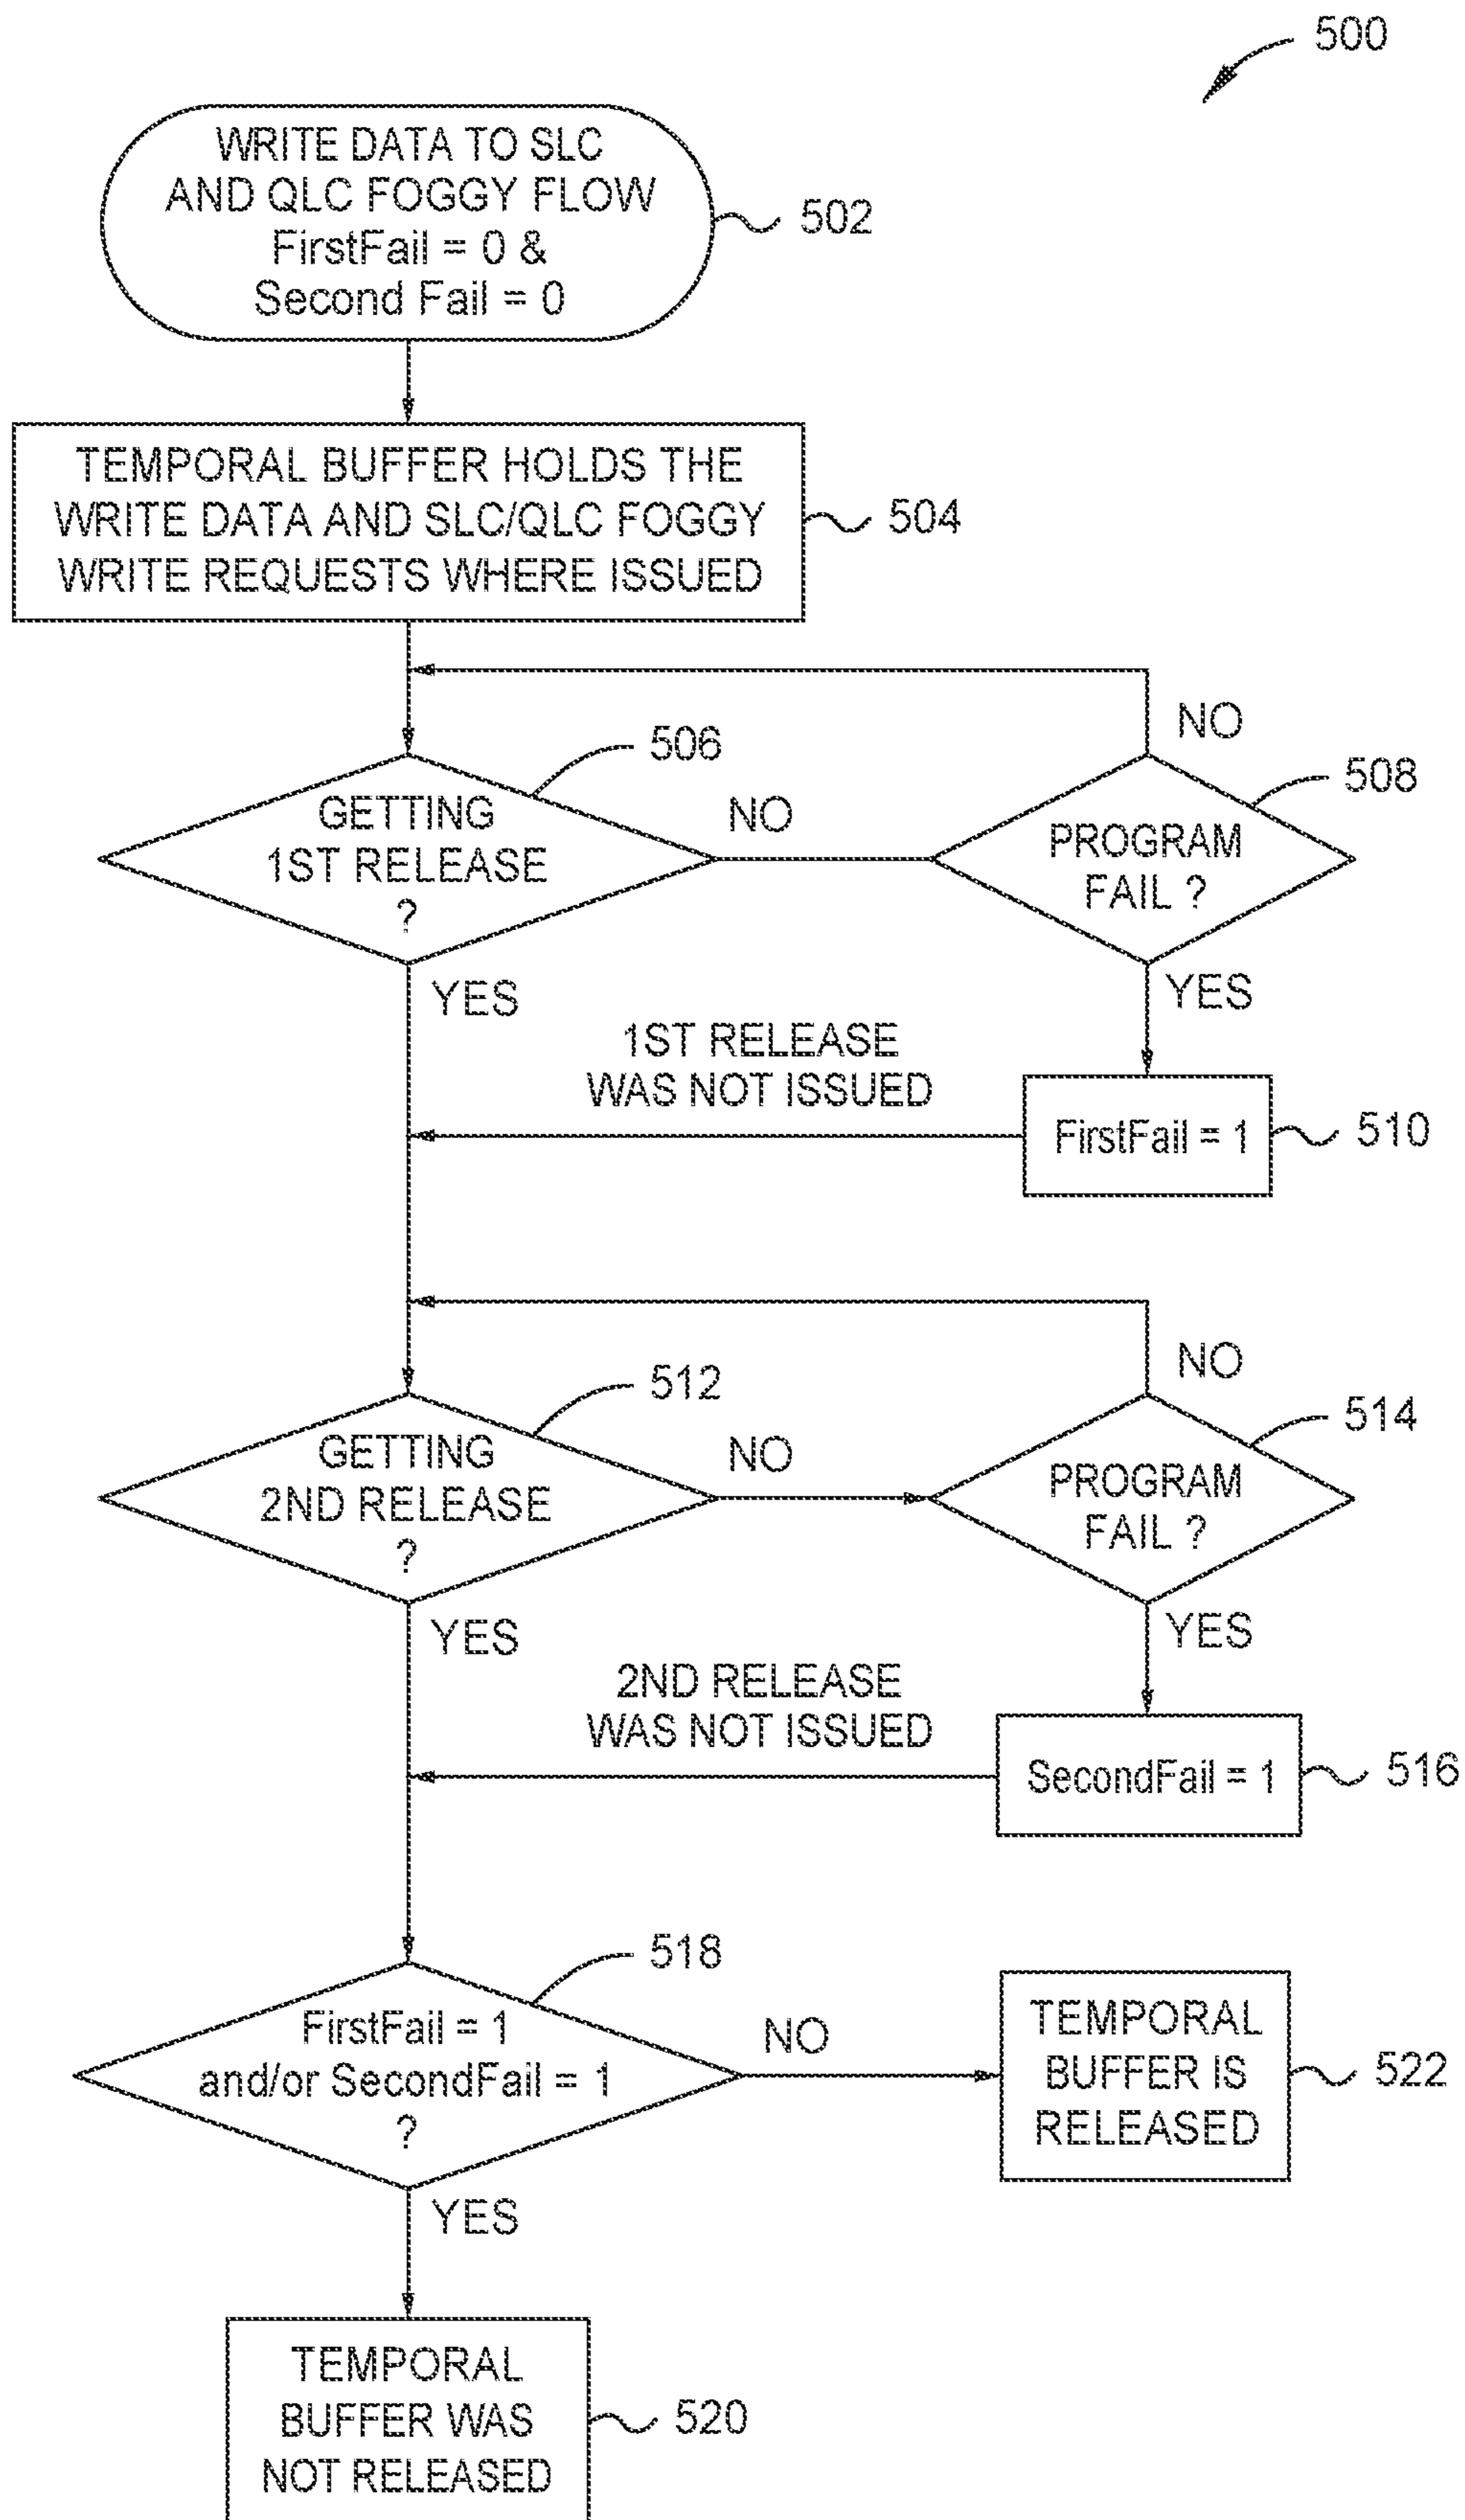 500
WRITE DATA TO SLC
AND QLC FOGGY FLOW
FirstFail = 0 &
Second Fail = 0
502
TEMPORAL BUFFER HOLDS THE
WRITE DATA AND SLC/QLC FOGGY
WRITE REQUESTS WHERE ISSUED
504
506
GETTING
1ST RELEASE
?
NO
NO
508
PROGRAM
FAIL ?
YES
YES
1ST RELEASE
WAS NOT ISSUED
FirstFail = 1
510
512
GETTING
2ND RELEASE
?
NO
NO
514
PROGRAM
FAIL ?
YES
YES
2ND RELEASE
WAS NOT ISSUED
SecondFail = 1
516
518
FirstFail = 1
and/or SecondFail = 1
?
NO
TEMPORAL
BUFFER IS
RELEASED
522
YES
TEMPORAL
BUFFER WAS
NOT RELEASED
520